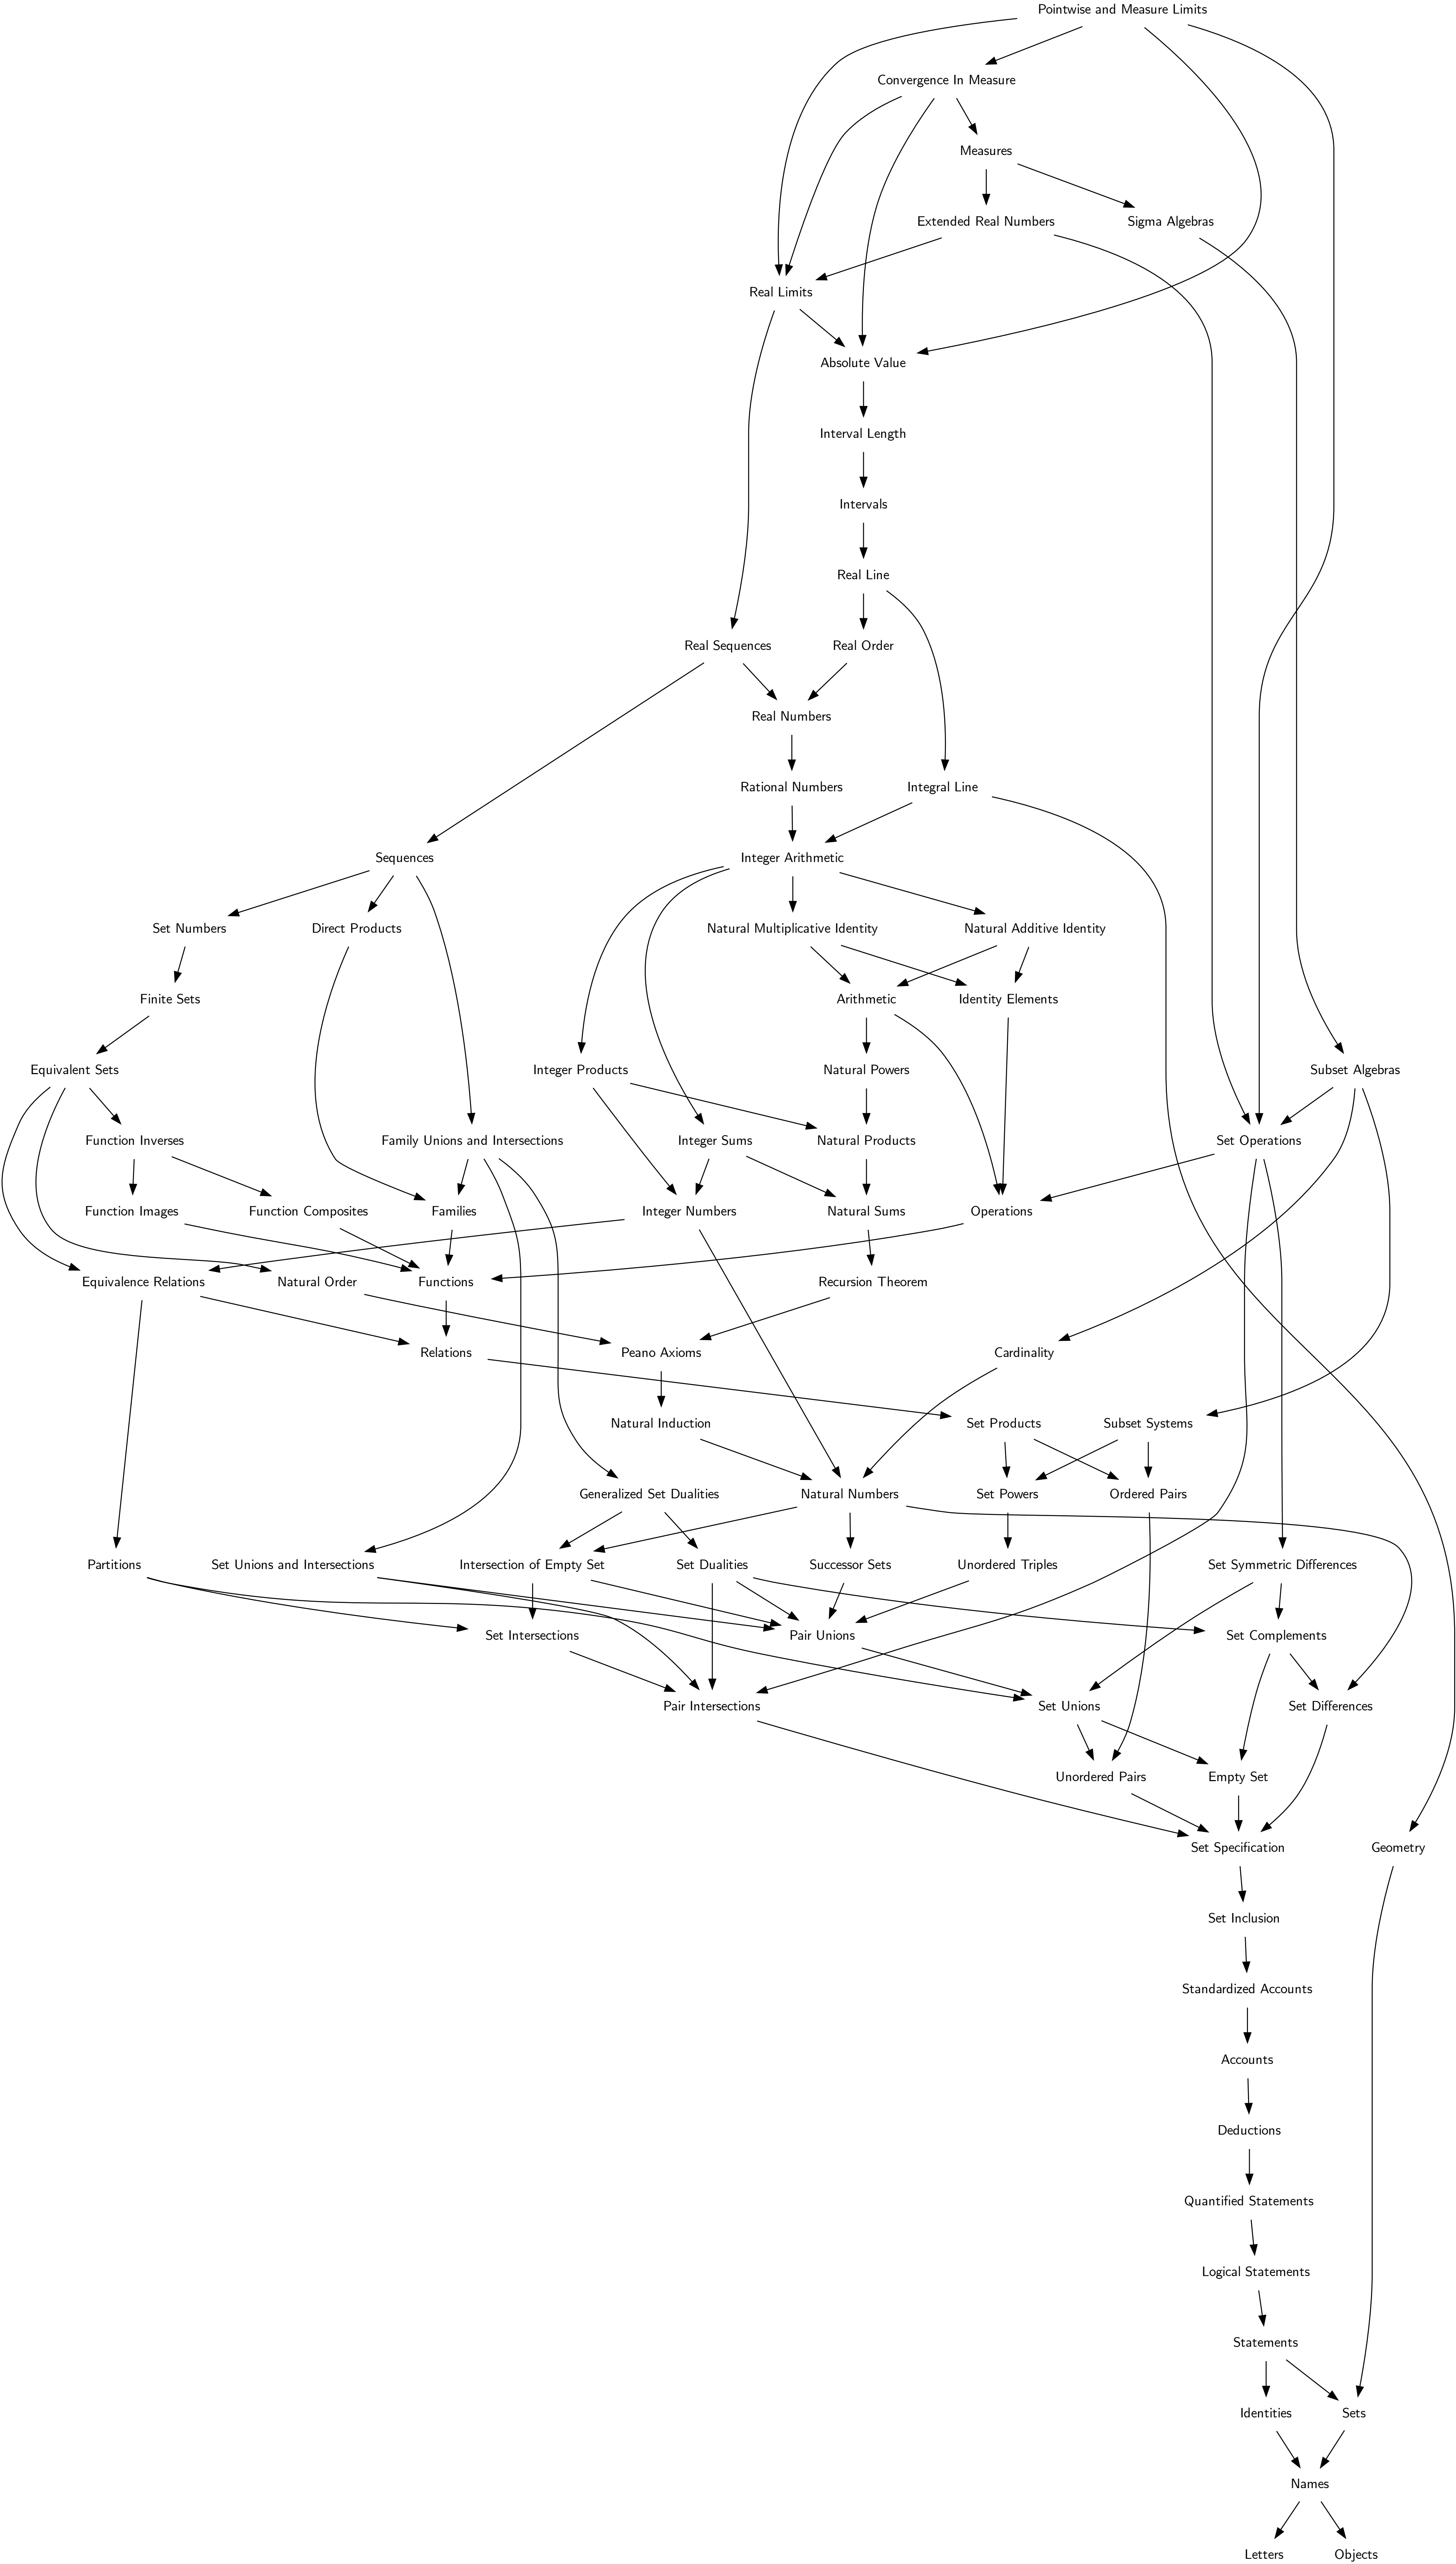 Pointwise and Measure Limits
Convergence In Measure
Measures
Extended Real Numbers
Sigma Algebras
Real Limits
Absolute Value
Interval Length
Intervals
Real Line
Real Sequences
Real Order
Real Numbers
Rational Numbers
Integral Line
Sequences
Integer Arithmetic
Set Numbers
Direct Products
Natural Multiplicative Identity
Natural Additive Identity
Finite Sets
Arithmetic
Identity Elements
Equivalent Sets
Integer Products
Natural Powers
Subset Algebras
Function Inverses
Family Unions and Intersections
Integer Sums
Natural Products
Set Operations
Function Images
Function Composites
Families
Integer Numbers
Natural Sums
Operations
Equivalence Relations
Natural Order
Functions
Recursion Theorem
Relations
Peano Axioms
Cardinality
Natural Induction
Set Products
Subset Systems
Generalized Set Dualities
Natural Numbers
Set Powers
Ordered Pairs
Partitions
Set Unions and Intersections
Intersection of Empty Set
Set Dualities
Successor Sets
Unordered Triples
Set Symmetric Differences
Set Intersections
Pair Unions
Set Complements
Pair Intersections
Set Unions
Set Differences
Unordered Pairs
Empty Set
Set Specification
Geometry
Set Inclusion
Standardized Accounts
Accounts
Deductions
Quantified Statements
Logical Statements
Statements
Identities
Sets
Names
Letters
Objects